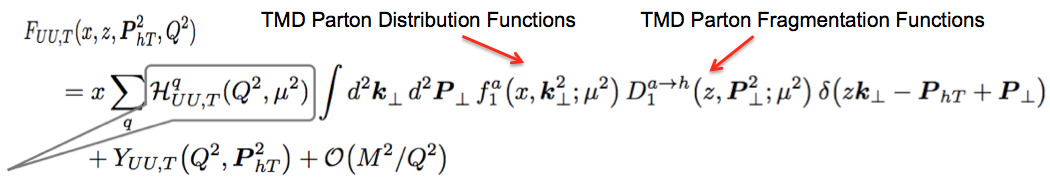 TMD Parton Distribution Functions TMD Parton Fragmentation Functions
F_{UU,T}(x, z, P_{hT}^2, Q^2)
= x ∑_q H_{UU,T}^q(Q^2, μ^2) ∫ d^2k_⊥ d^2P_⊥ f_1^a(x, k_⊥^2; μ^2) D_1^{a→h}(z, P_⊥^2; μ^2) δ(zk_⊥ − P_{hT} + P_⊥)
+ Y_{UU,T}(Q^2, P_{hT}^2) + O(M^2/Q^2)